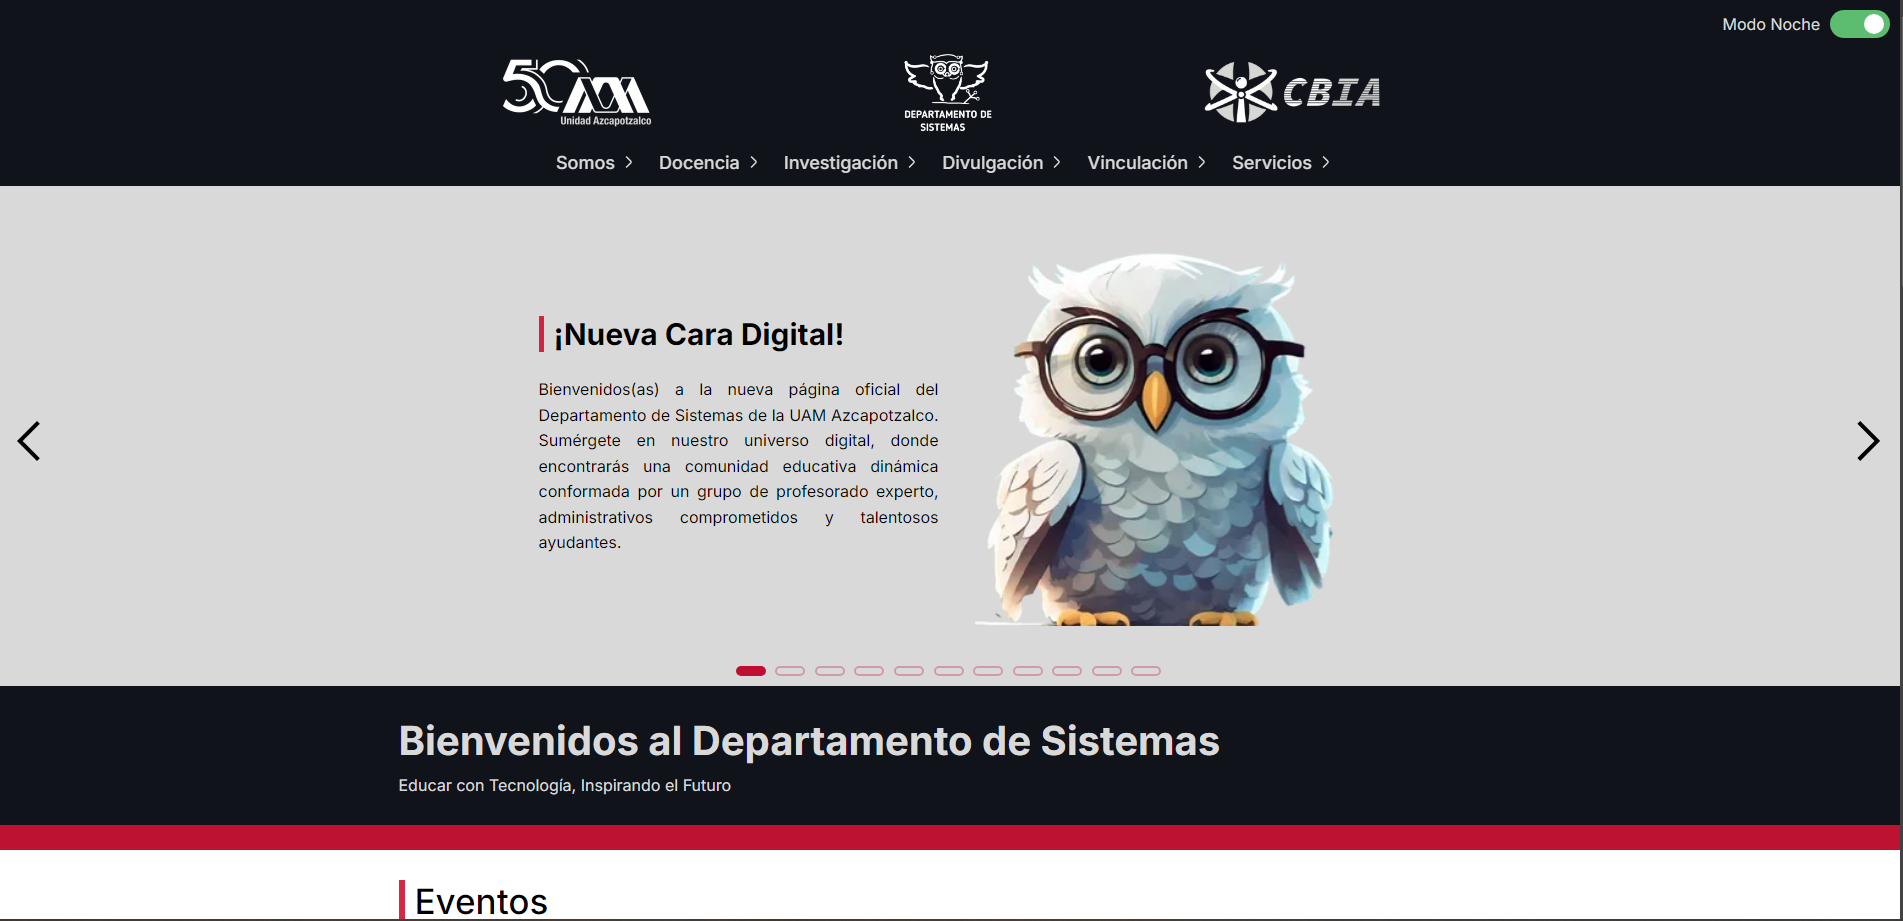 Modo Noche
50 UAM
Unidad Azcapotzalco
DEPARTAMENTO DE
SISTEMAS
CBIA
Somos
Docencia
Investigación
Divulgación
Vinculación
Servicios
¡Nueva Cara Digital!
Bienvenidos(as) a la nueva página oficial del
Departamento de Sistemas de la UAM Azcapotzalco.
Sumérgete en nuestro universo digital, donde
encontrarás una comunidad educativa dinámica
conformada por un grupo de profesorado experto,
administrativos comprometidos y talentosos
ayudantes.
Bienvenidos al Departamento de Sistemas
Educar con Tecnología, Inspirando el Futuro
Eventos